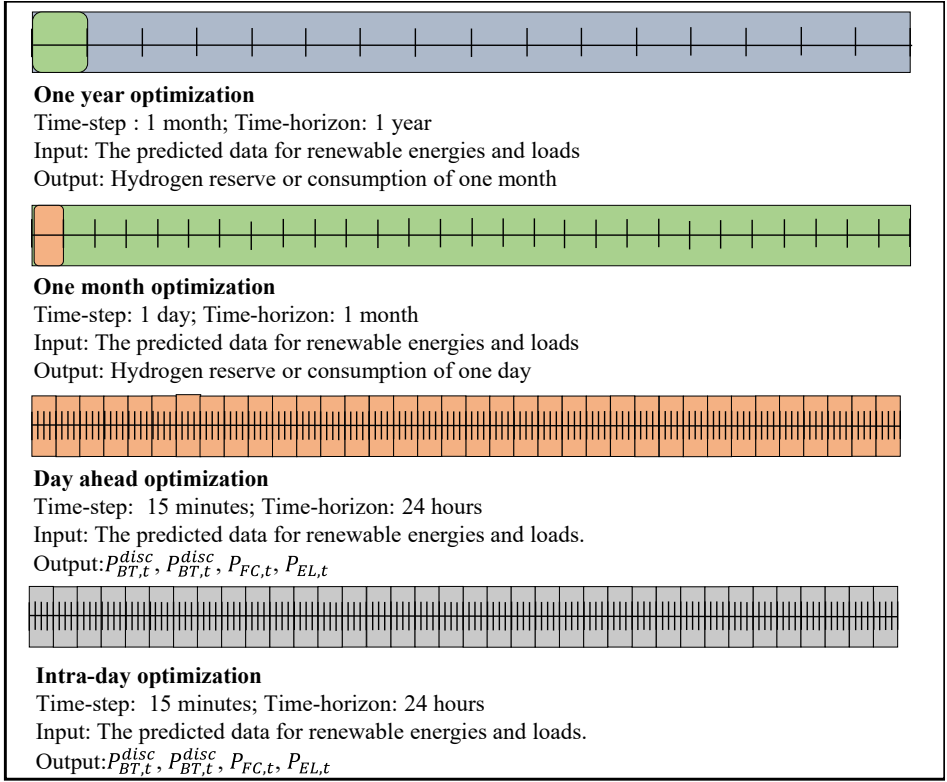 One year optimization
Time-step : 1 month; Time-horizon: 1 year
Input: The predicted data for renewable energies and loads
Output: Hydrogen reserve or consumption of one month
One month optimization
Time-step: 1 day; Time-horizon: 1 month
Input: The predicted data for renewable energies and loads
Output: Hydrogen reserve or consumption of one day
Day ahead optimization
Time-step: 15 minutes; Time-horizon: 24 hours
Input: The predicted data for renewable energies and loads.
Output:$P_{BT,t}^{disc}$, $P_{BT,t}^{disc}$, $P_{FC,t}$, $P_{EL,t}$
Intra-day optimization
Time-step: 15 minutes; Time-horizon: 24 hours
Input: The predicted data for renewable energies and loads.
Output:$P_{BT,t}^{disc}$, $P_{BT,t}^{disc}$, $P_{FC,t}$, $P_{EL,t}$